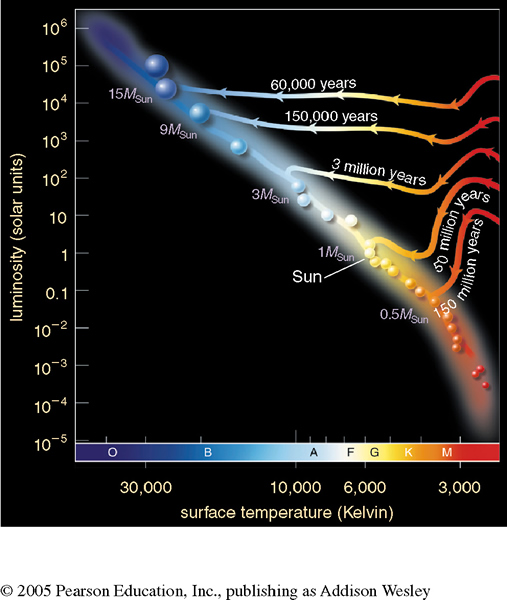 luminosity (solar units)
10⁶
10⁵
10⁴
10³
10²
10
1
0.1
10⁻²
10⁻³
10⁻⁴
10⁻⁵
60,000 years
15MSun
150,000 years
9MSun
3 million years
3MSun
50 million years
1MSun
Sun
150 million years
0.5MSun
O B A F G K M
30,000 10,000 6,000 3,000
surface temperature (Kelvin)
© 2005 Pearson Education, Inc., publishing as Addison Wesley